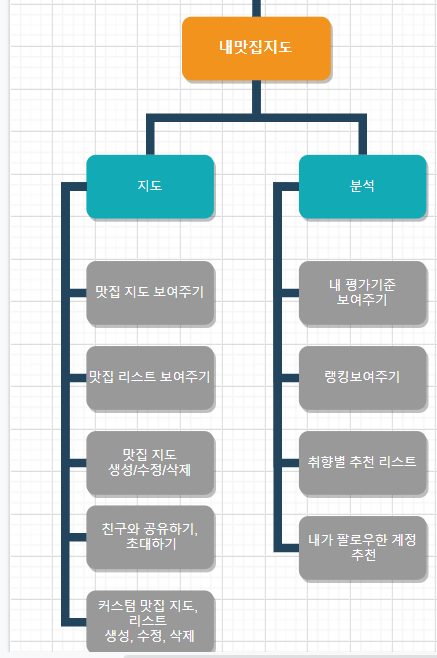 내맛집지도
지도
분석
맛집 지도 보여주기
내 평가기준
보여주기
맛집 리스트 보여주기
랭킹보여주기
맛집 지도
생성/수정/삭제
취향별 추천 리스트
친구와 공유하기,
초대하기
내가 팔로우한 계정
추천
커스텀 맛집 지도,
리스트
생성, 수정, 삭제